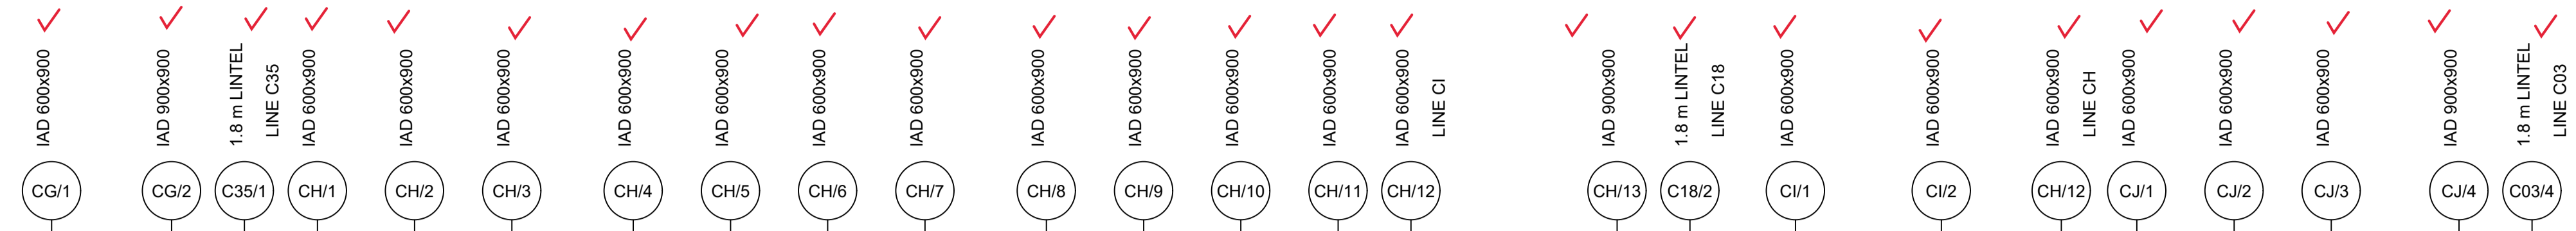 IAD 600x900
CG/1
IAD 900x900
CG/2
1.8 m LINTEL
LINE C35
C35/1
IAD 600x900
CH/1
IAD 600x900
CH/2
IAD 600x900
CH/3
IAD 600x900
CH/4
IAD 600x900
CH/5
IAD 600x900
CH/6
IAD 600x900
CH/7
IAD 600x900
CH/8
IAD 600x900
CH/9
IAD 600x900
CH/10
IAD 600x900
CH/11
IAD 600x900
LINE CI
CH/12
IAD 900x900
CH/13
1.8 m LINTEL
LINE C18
C18/2
IAD 600x900
CI/1
IAD 600x900
CI/2
IAD 600x900
LINE CH
CH/12
IAD 600x900
CJ/1
IAD 600x900
CJ/2
IAD 600x900
CJ/3
IAD 900x900
CJ/4
1.8 m LINTEL
LINE C03
C03/4